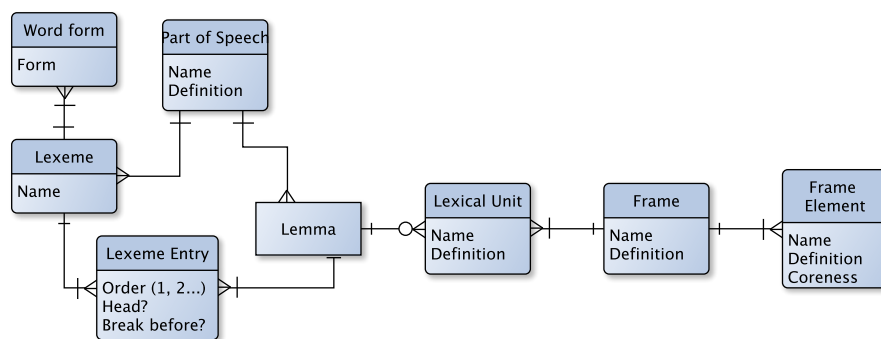 Word form
Form
Part of Speech
Name
Definition
Lexeme
Name
Lexeme Entry
Order (1, 2...)
Head?
Break before?
Lemma
Lexical Unit
Name
Definition
Frame
Name
Definition
Frame
Element
Name
Definition
Coreness